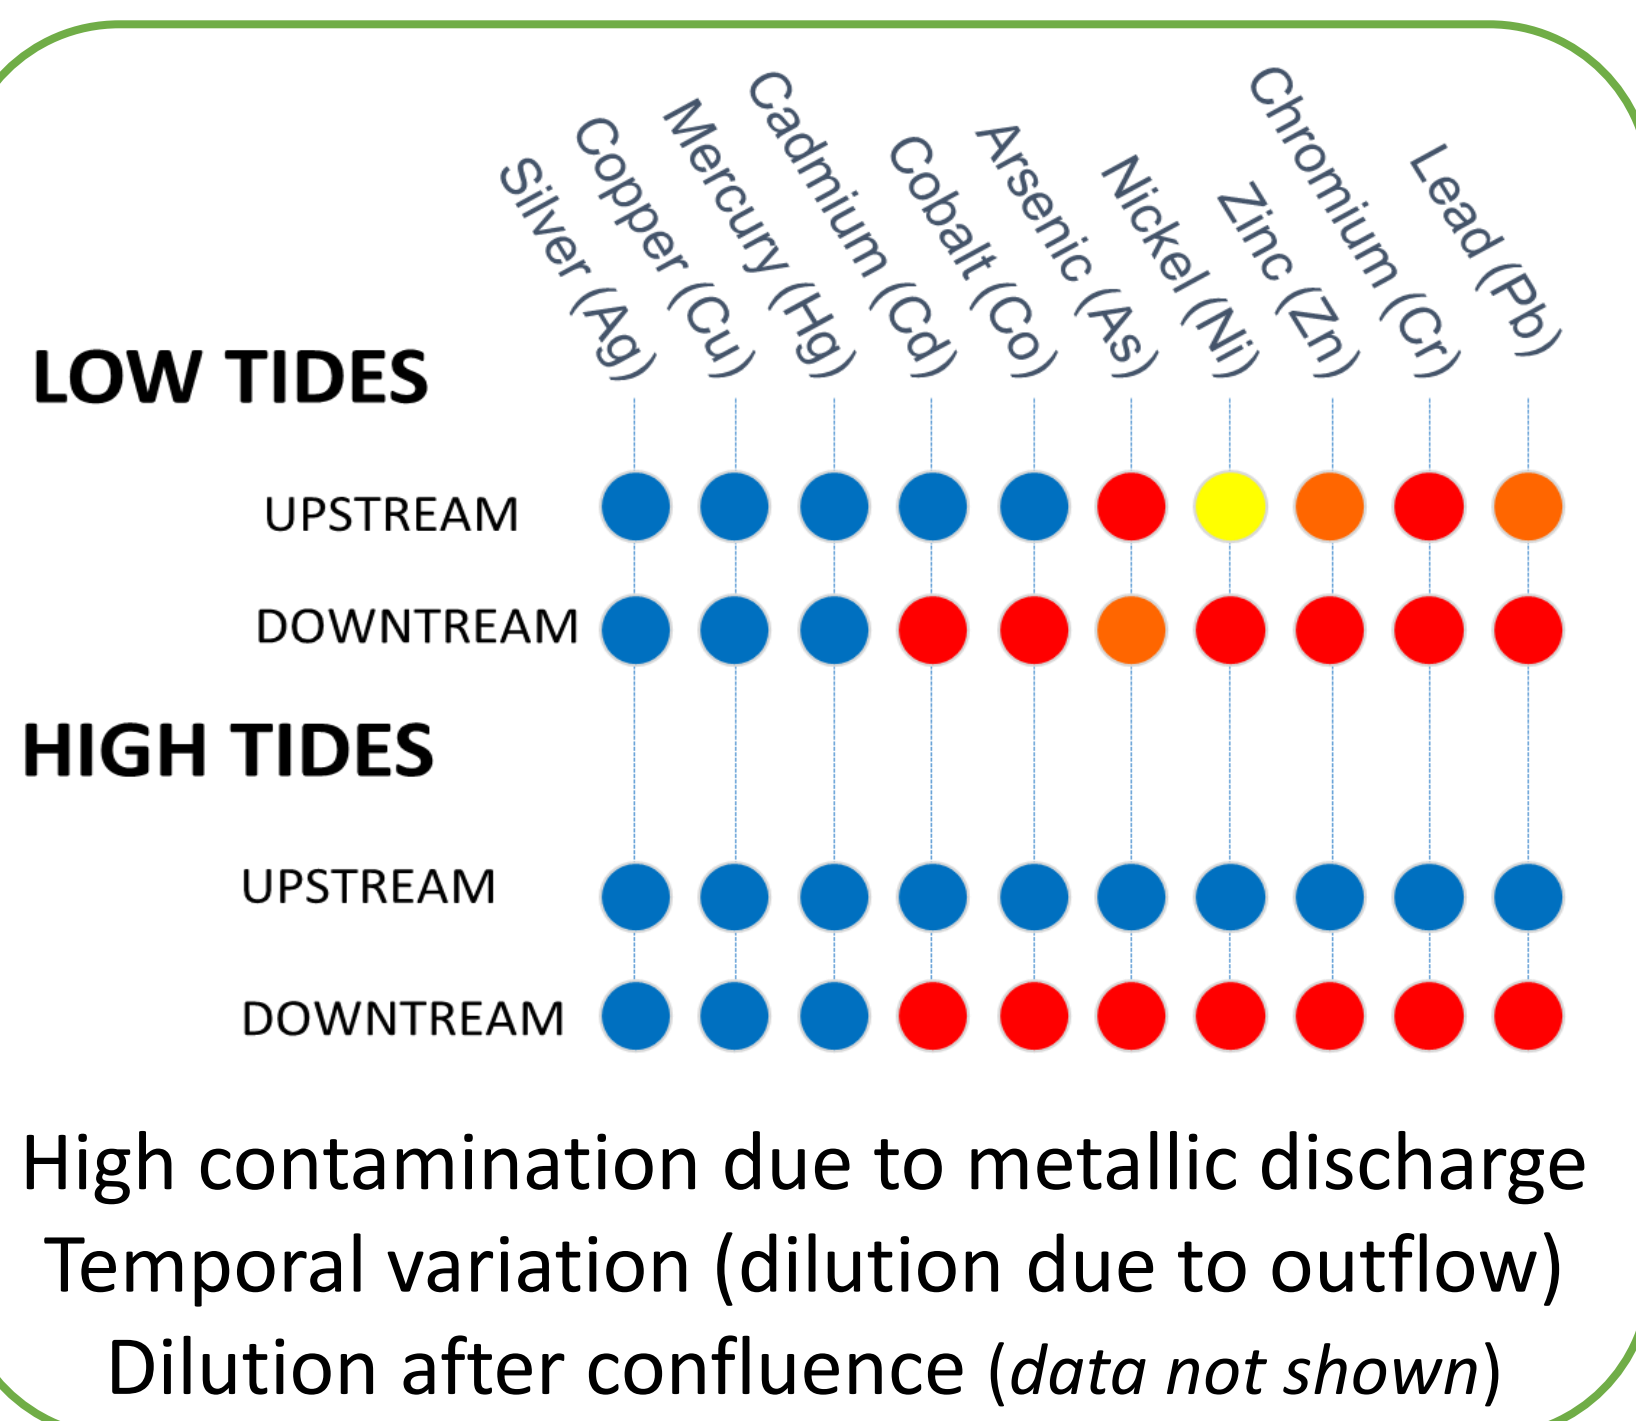 Silver (Ag)
Copper (Cu)
Mercury (Hg)
Cadmium (Cd)
Cobalt (Co)
Arsenic (As)
Nickel (Ni)
Zinc (Zn)
Chromium (Cr)
Lead (Pb)
LOW TIDES
UPSTREAM
DOWNTREAM
HIGH TIDES
UPSTREAM
DOWNTREAM
High contamination due to metallic discharge
Temporal variation (dilution due to outflow)
Dilution after confluence (data not shown)